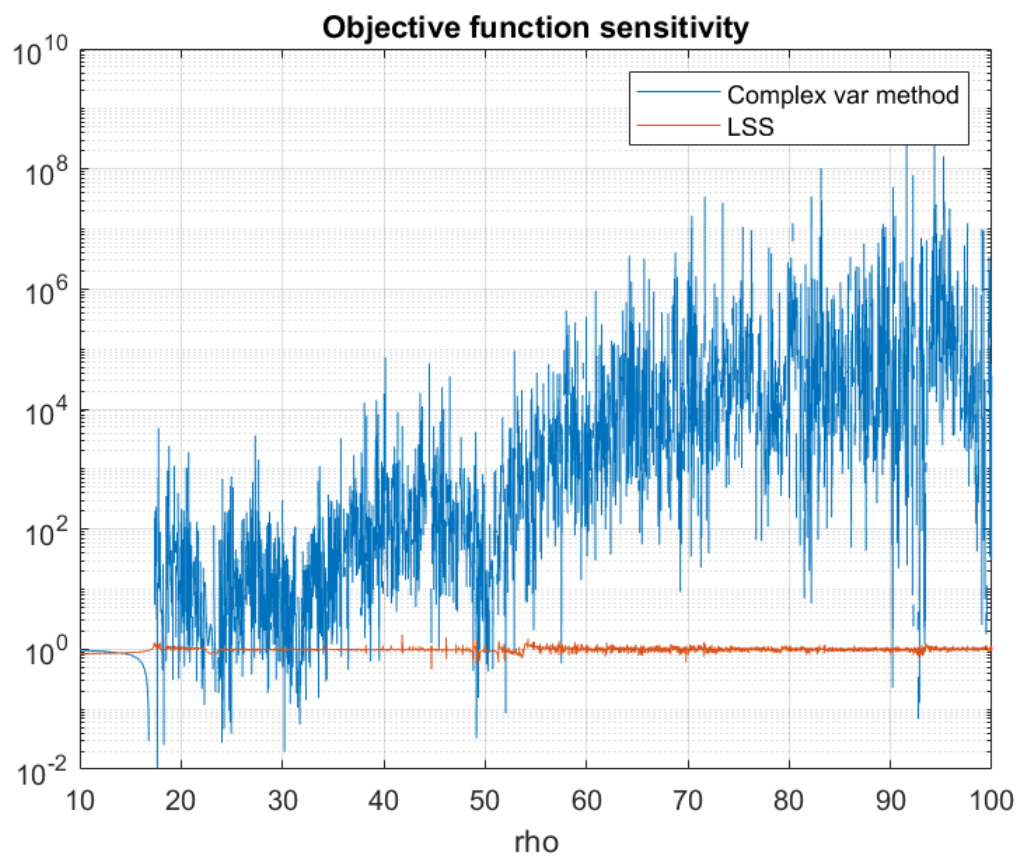 Objective function sensitivity
10^10
10^8
10^6
10^4
10^2
10^0
10^-2
Complex var method
LSS
10 20 30 40 50 60 70 80 90 100
rho